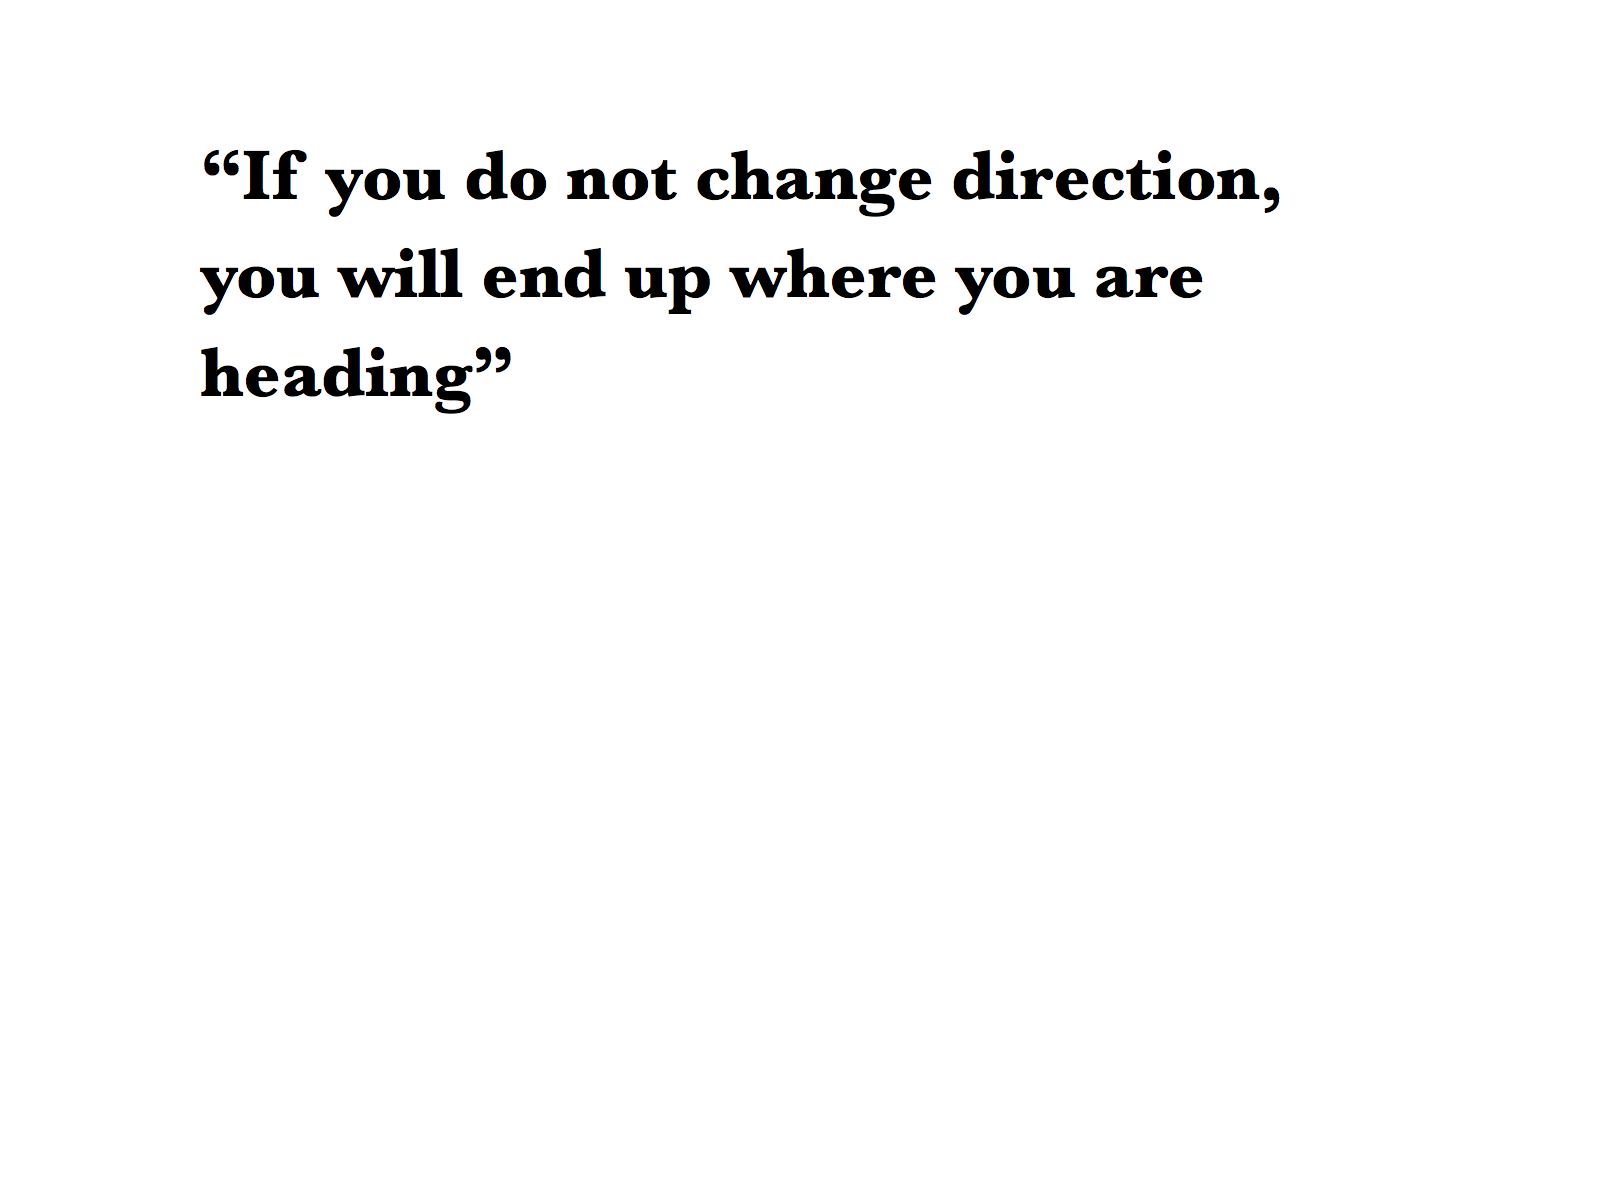 “If you do not change direction,
you will end up where you are
heading”